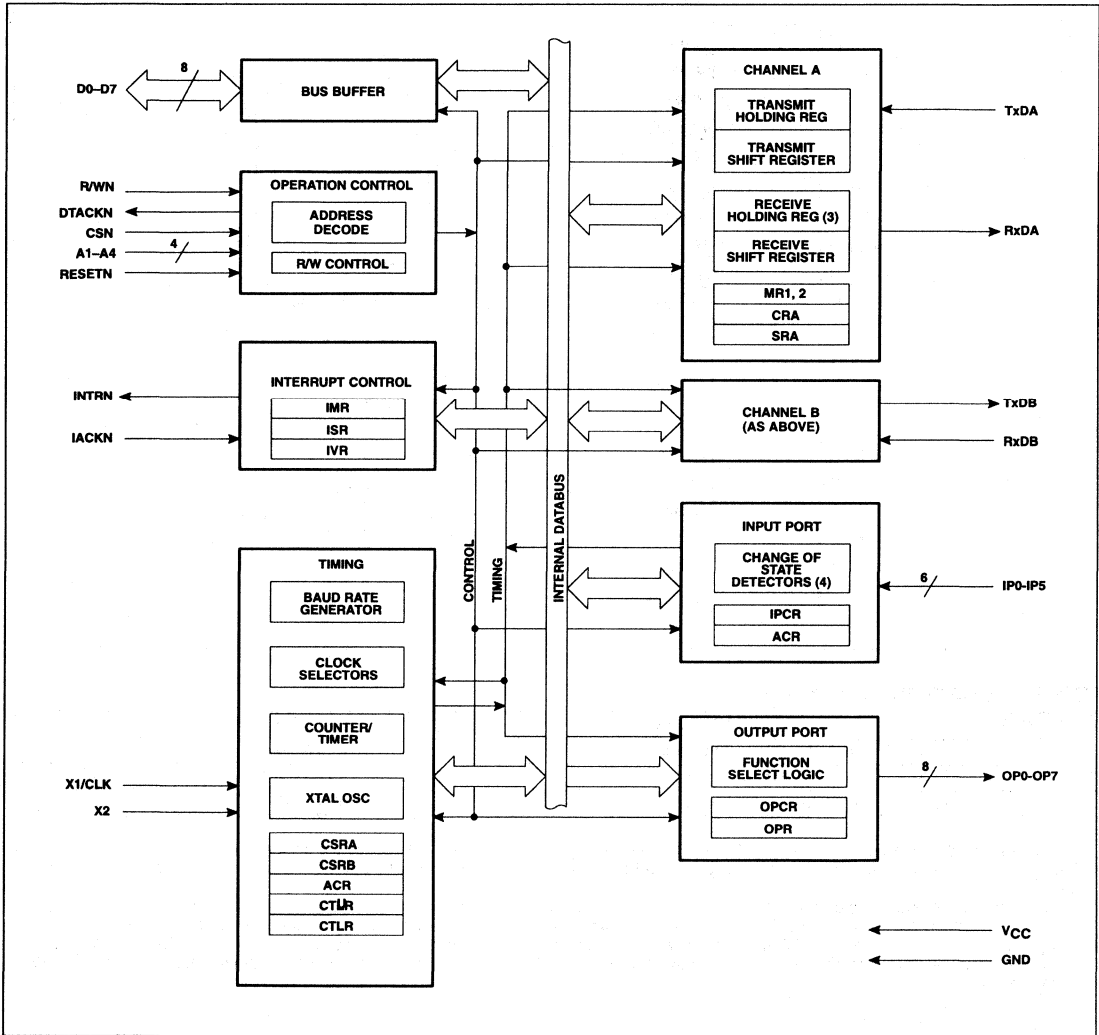 8
D0–D7
BUS BUFFER
R/WN
DTACKN
CSN
A1–A4
4
RESETN
OPERATION CONTROL
ADDRESS
DECODE
R/W CONTROL
INTRN
IACKN
INTERRUPT CONTROL
IMR
ISR
IVR
TIMING
BAUD RATE
GENERATOR
CLOCK
SELECTORS
COUNTER/
TIMER
X1/CLK
X2
XTAL OSC
CSRA
CSRB
ACR
CTLR
CONTROL
TIMING
INTERNAL DATABUS
CHANNEL A
TRANSMIT
HOLDING REG
TRANSMIT
SHIFT REGISTER
RECEIVE
HOLDING REG (3)
RECEIVE
SHIFT REGISTER
MR1, 2
CRA
SRA
TxDA
RxDA
CHANNEL B
(AS ABOVE)
TxDB
RxDB
INPUT PORT
CHANGE OF
STATE
DETECTORS (4)
IPCR
ACR
6
IP0-IP5
OUTPUT PORT
FUNCTION
SELECT LOGIC
OPCR
OPR
8
OP0-OP7
VCC
GND